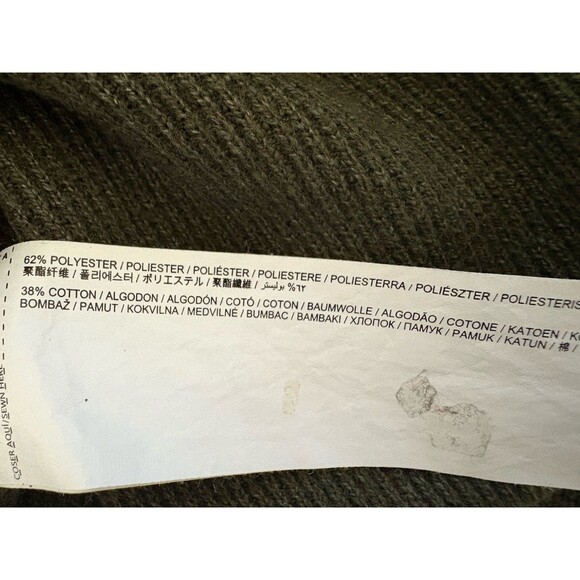 62% POLYESTER / POLIESTER / POLIÉSTER / POLIESTERE / POLIESTERRA / POLIÉSZTER / POLIESTERIS
聚酯纤维 / 폴리에스터 / ポリエステル / 聚酯纖維 / %٦٢ بوليستر
38% COTTON / ALGODON / ALGODÓN / COTÓ / COTON / BAUMWOLLE / ALGODÃO / COTONE / KATOEN /
BOMBAŽ / PAMUT / KOKVILNA / MEDVILNĖ / BUMBAC / BAMBAKI / ХЛОПОК / ПАМУК / PAMUK / KATUN / 棉 /
COSER AQUÍ/SEWN HERE